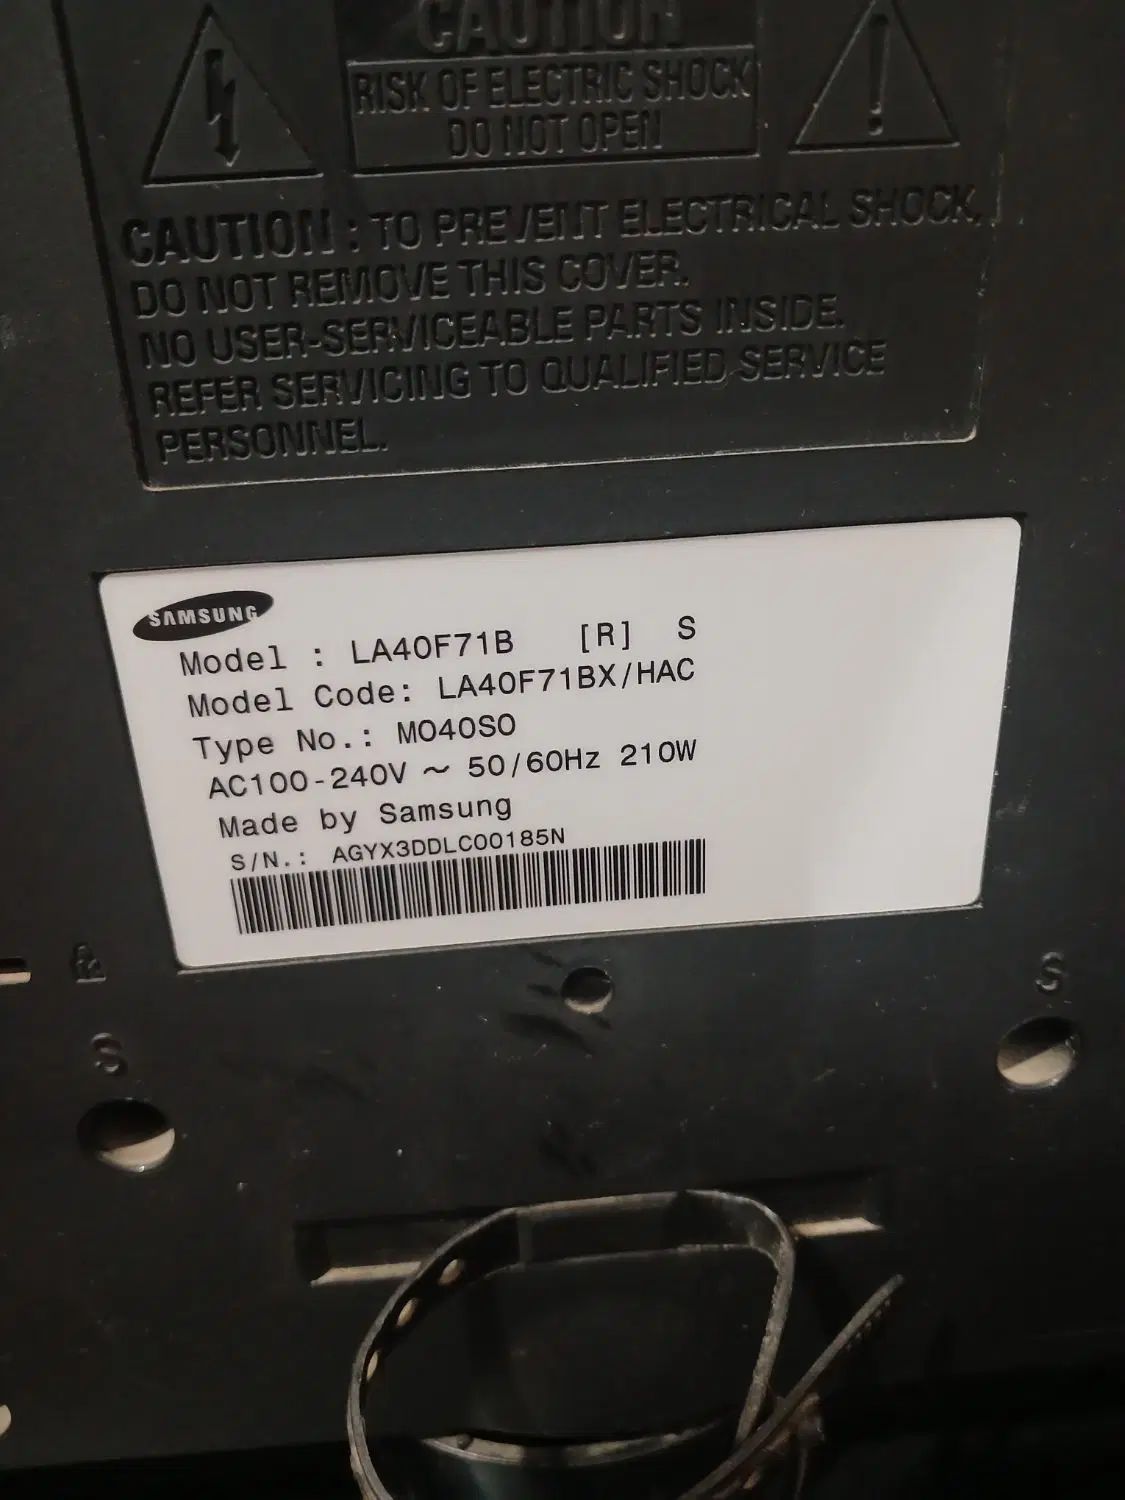 CAUTION
RISK OF ELECTRIC SHOCK
DO NOT OPEN
CAUTION : TO PREVENT ELECTRICAL SHOCK,
DO NOT REMOVE THIS COVER.
NO USER-SERVICEABLE PARTS INSIDE.
REFER SERVICING TO QUALIFIED SERVICE
PERSONNEL.
SAMSUNG
Model : LA40F71B [R] S
Model Code: LA40F71BX/HAC
Type No.: MO40SO
AC100-240V ~ 50/60Hz 210W
Made by Samsung
S/N.: AGYX3DDLC00185N
S
S